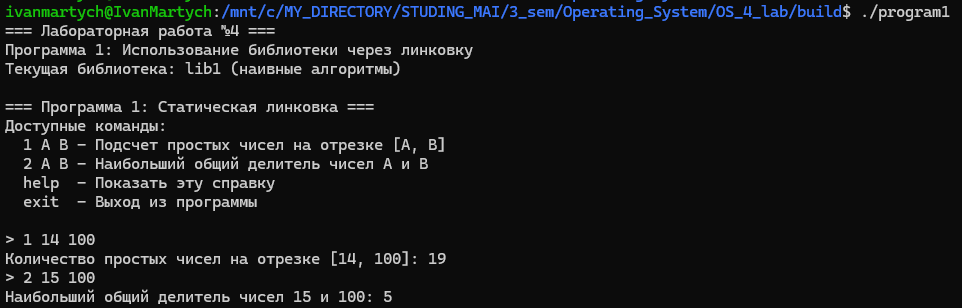 ivanmartych@IvanMartych:/mnt/c/MY_DIRECTORY/STUDING_MAI/3_sem/Operating_System/OS_4_lab/build$ ./program1
=== Лабораторная работа №4 ===
Программа 1: Использование библиотеки через линковку
Текущая библиотека: lib1 (наивные алгоритмы)

=== Программа 1: Статическая линковка ===
Доступные команды:
  1 A B - Подсчет простых чисел на отрезке [A, B]
  2 A B - Наибольший общий делитель чисел A и B
  help  - Показать эту справку
  exit  - Выход из программы

> 1 14 100
Количество простых чисел на отрезке [14, 100]: 19
> 2 15 100
Наибольший общий делитель чисел 15 и 100: 5